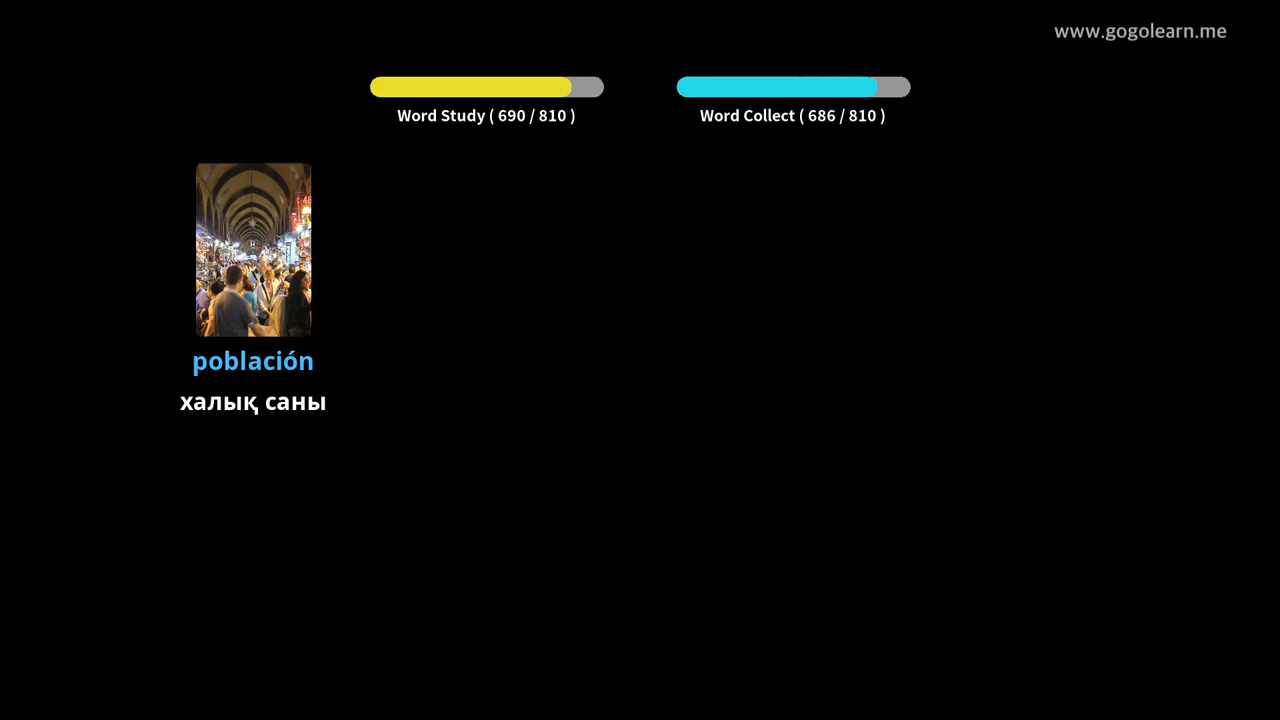 www.gogolearn.me
Word Study ( 690 / 810 )
Word Collect ( 686 / 810 )
población
халық саны